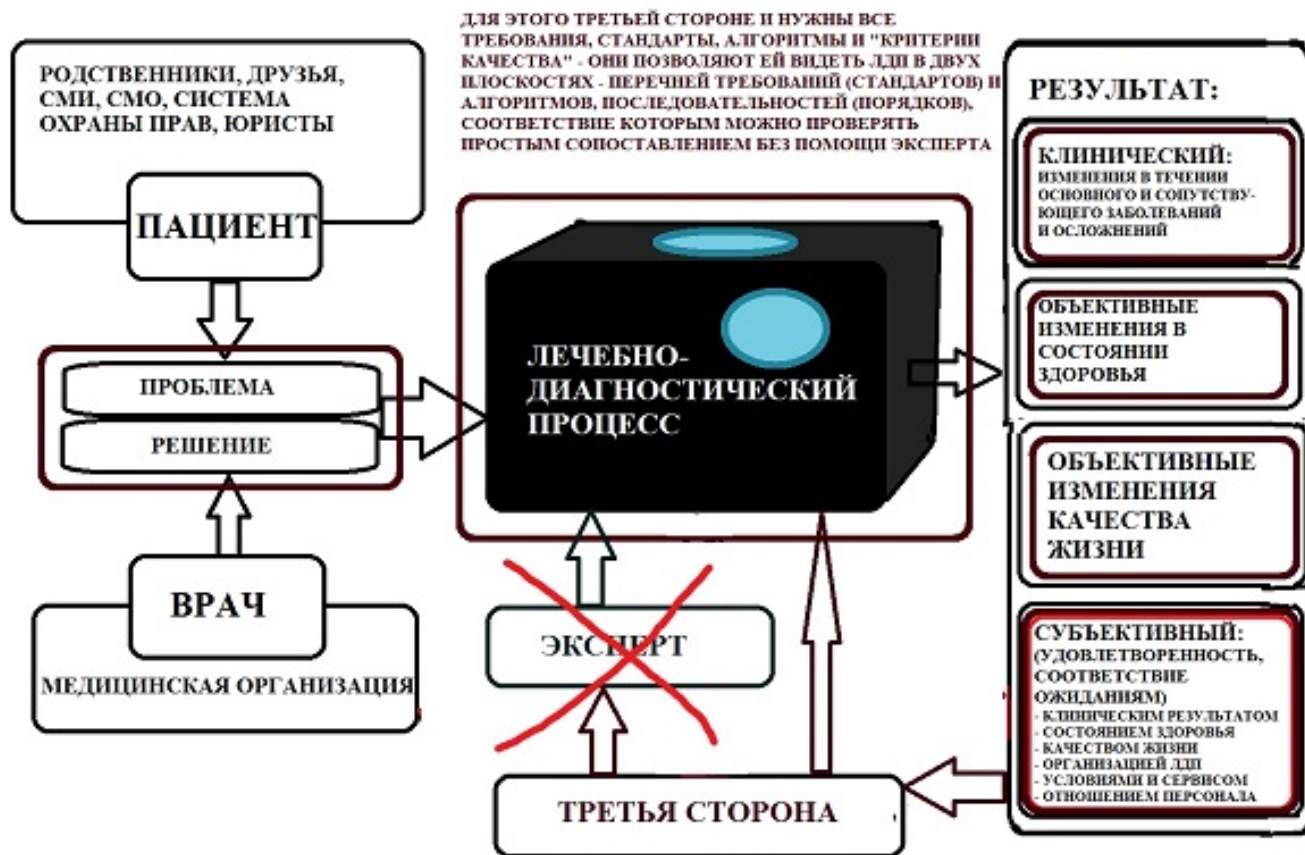 ДЛЯ ЭТОГО ТРЕТЬЕЙ СТОРОНЕ И НУЖНЫ ВСЕ
ТРЕБОВАНИЯ, СТАНДАРТЫ, АЛГОРИТМЫ И "КРИТЕРИИ
КАЧЕСТВА" - ОНИ ПОЗВОЛЯЮТ ЕЙ ВИДЕТЬ ЛДП В ДВУХ
ПЛОСКОСТЯХ - ПЕРЕЧНЕЙ ТРЕБОВАНИЙ (СТАНДАРТОВ) И
АЛГОРИТМОВ, ПОСЛЕДОВАТЕЛЬНОСТЕЙ (ПОРЯДКОВ),
СООТВЕТСТВИЕ КОТОРЫМ МОЖНО ПРОВЕРЯТЬ
ПРОСТЫМ СОПОСТАВЛЕНИЕМ БЕЗ ПОМОЩИ ЭКСПЕРТА
РОДСТВЕННИКИ, ДРУЗЬЯ,
СМИ, СМО, СИСТЕМА
ОХРАНЫ ПРАВ, ЮРИСТЫ
ПАЦИЕНТ
ПРОБЛЕМА
РЕШЕНИЕ
ВРАЧ
МЕДИЦИНСКАЯ ОРГАНИЗАЦИЯ
ЛЕЧЕБНО-
ДИАГНОСТИЧЕСКИЙ
ПРОЦЕСС
ЭКСПЕРТ
ТРЕТЬЯ СТОРОНА
РЕЗУЛЬТАТ:
КЛИНИЧЕСКИЙ:
ИЗМЕНЕНИЯ В ТЕЧЕНИИ
ОСНОВНОГО И СОПУТСТВУ-
ЮЩЕГО ЗАБОЛЕВАНИЙ
И ОСЛОЖНЕНИЙ
ОБЪЕКТИВНЫЕ
ИЗМЕНЕНИЯ В
СОСТОЯНИИ
ЗДОРОВЬЯ
ОБЪЕКТИВНЫЕ
ИЗМЕНЕНИЯ
КАЧЕСТВА
ЖИЗНИ
СУБЪЕКТИВНЫЙ:
(УДОВЛЕТВОРЕННОСТЬ,
СООТВЕТСТВИЕ
ОЖИДАНИЯМ)
- КЛИНИЧЕСКИМ РЕЗУЛЬТАТОМ
- СОСТОЯНИЕМ ЗДОРОВЬЯ
- КАЧЕСТВОМ ЖИЗНИ
- ОРГАНИЗАЦИЕЙ ЛДП
- УСЛОВИЯМИ И СЕРВИСОМ
- ОТНОШЕНИЕМ ПЕРСОНАЛА